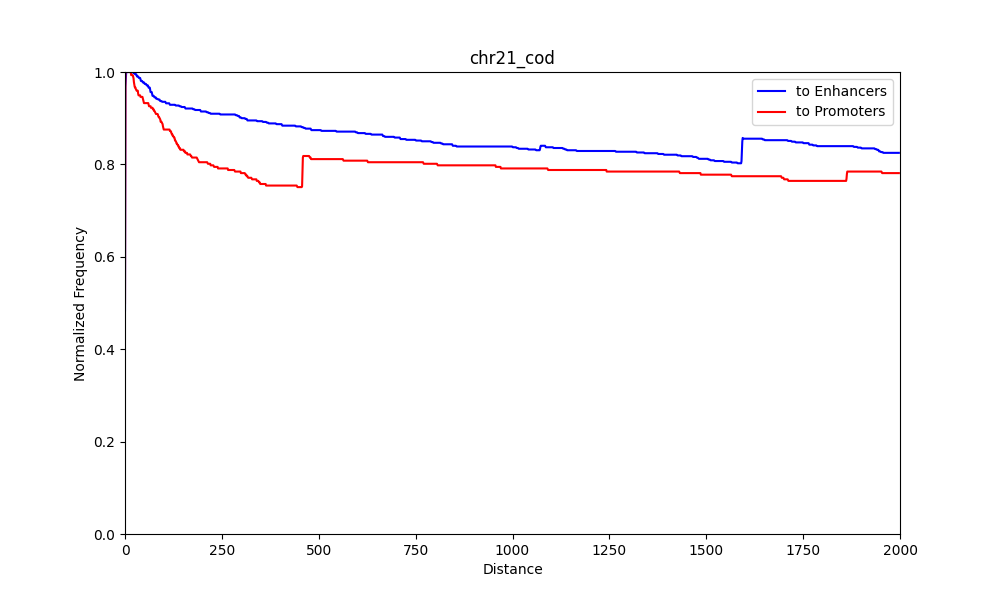 chr21_cod
to Enhancers
to Promoters
Normalized Frequency
1.0
0.8
0.6
0.4
0.2
0.0
0 250 500 750 1000 1250 1500 1750 2000
Distance